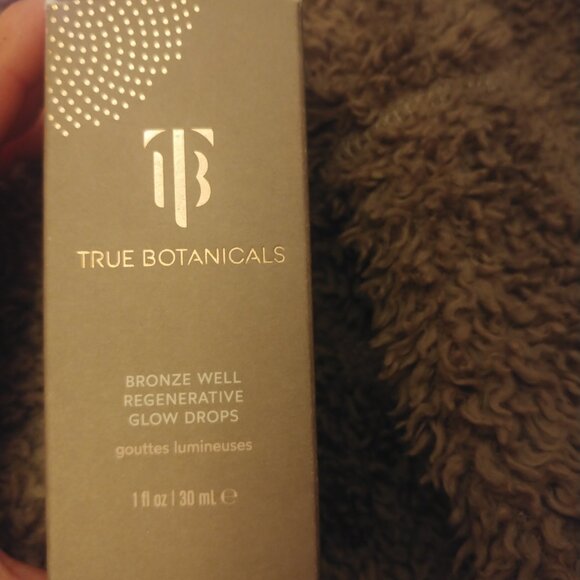 TB
TRUE BOTANICALS
BRONZE WELL
REGENERATIVE
GLOW DROPS
gouttes lumineuses
1 fl oz | 30 mL ℮